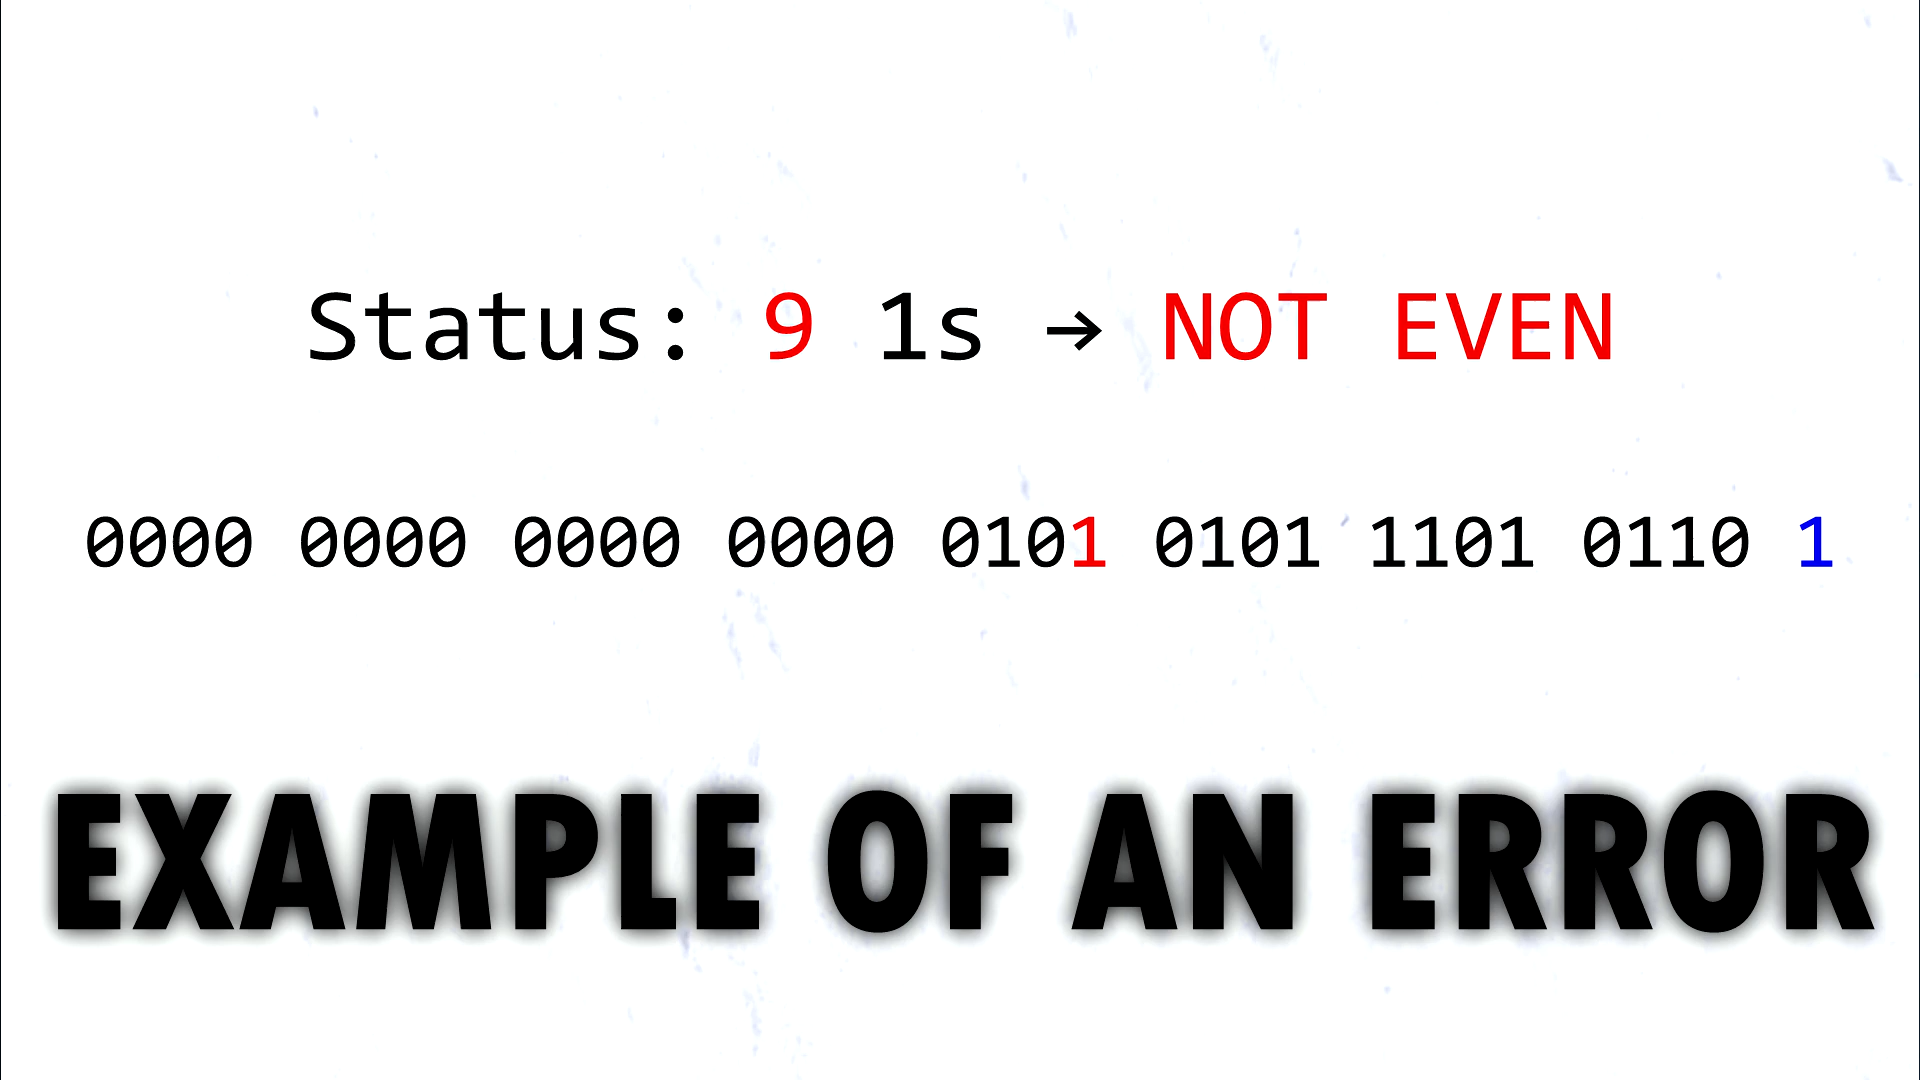 Status: 9 1s → NOT EVEN
0000 0000 0000 0000 0101 0101 1101 0110 1
EXAMPLE OF AN ERROR